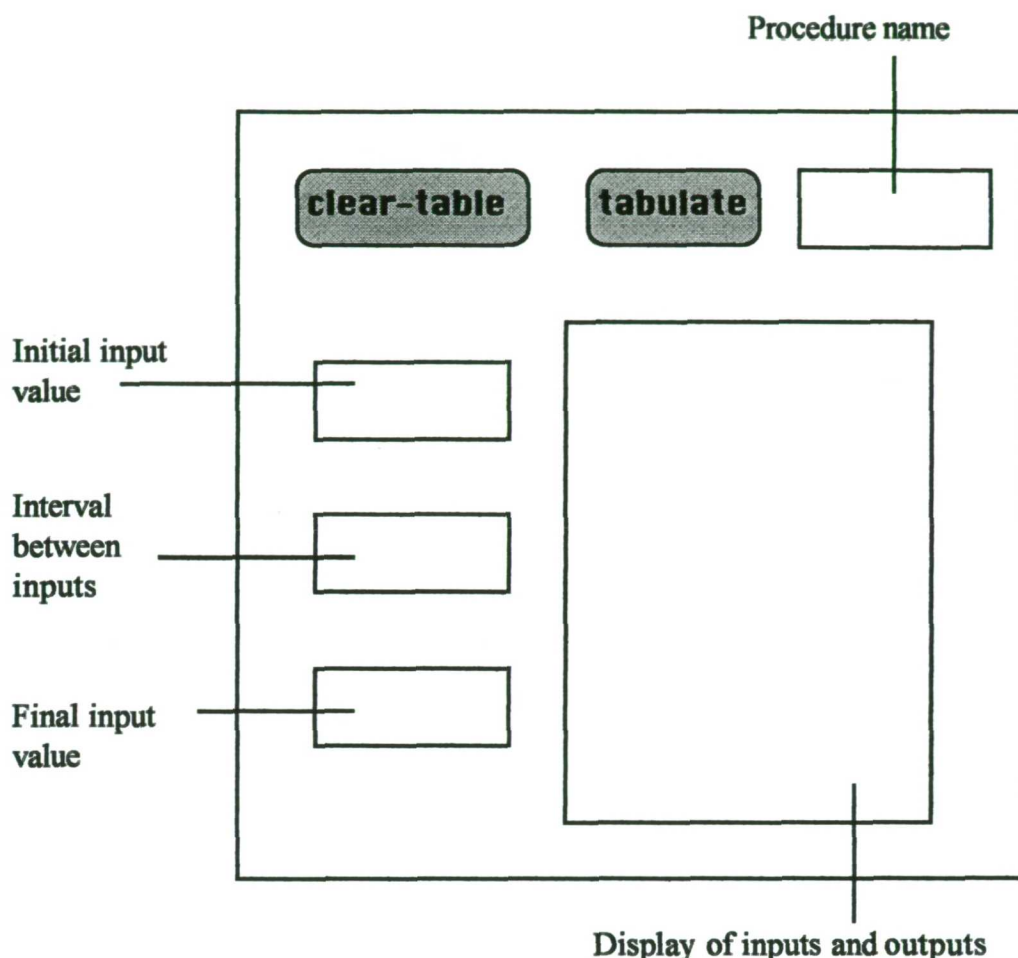 Procedure name
clear-table
tabulate
Initial input
value
Interval
between
inputs
Final input
value
Display of inputs and outputs